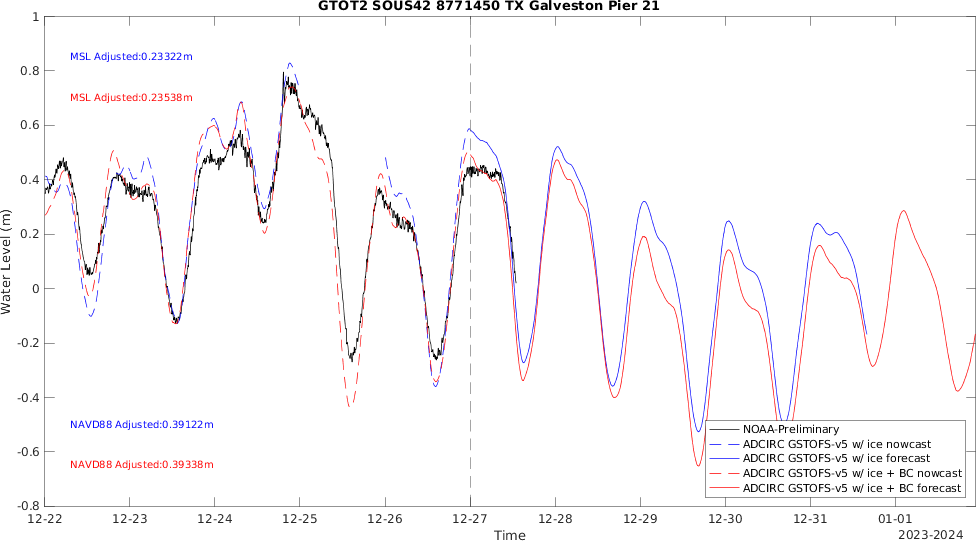 GTOT2 SOUS42 8771450 TX Galveston Pier 21
1
0.8
0.6
0.4
0.2
0
-0.2
-0.4
-0.6
-0.8
Water Level (m)
MSL Adjusted:0.23322m
MSL Adjusted:0.23538m
NAVD88 Adjusted:0.39122m
NAVD88 Adjusted:0.39338m
NOAA-Preliminary
ADCIRC GSTOFS-v5 w/ ice nowcast
ADCIRC GSTOFS-v5 w/ ice forecast
ADCIRC GSTOFS-v5 w/ ice + BC nowcast
ADCIRC GSTOFS-v5 w/ ice + BC forecast
12-22 12-23 12-24 12-25 12-26 12-27 12-28 12-29 12-30 12-31 01-01
Time
2023-2024